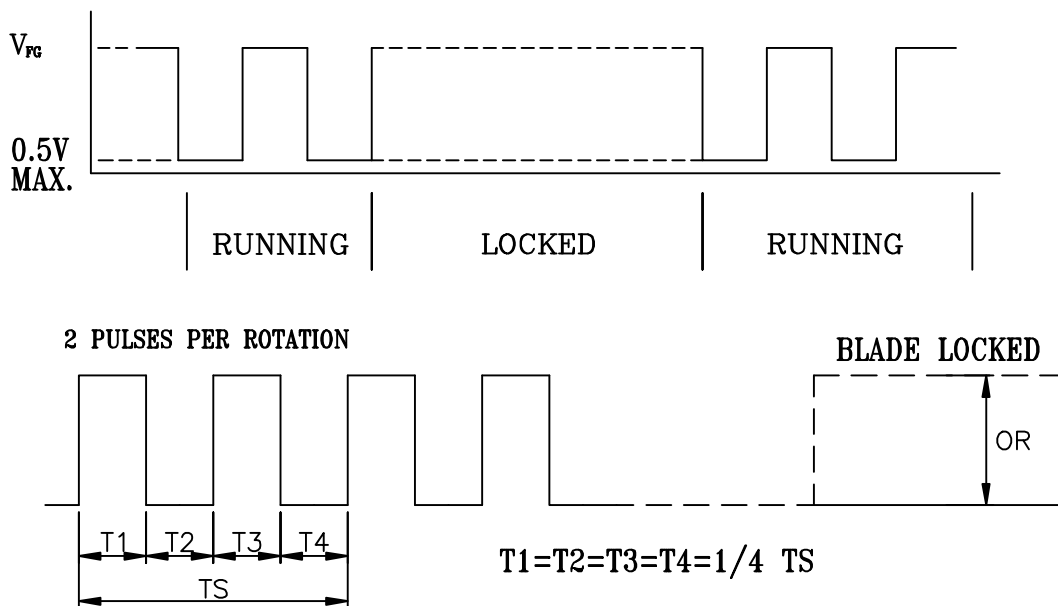 VFG
0.5V
MAX.
RUNNING LOCKED RUNNING
2 PULSES PER ROTATION
BLADE LOCKED
OR
T1 T2 T3 T4
T1=T2=T3=T4=1/4 TS
TS